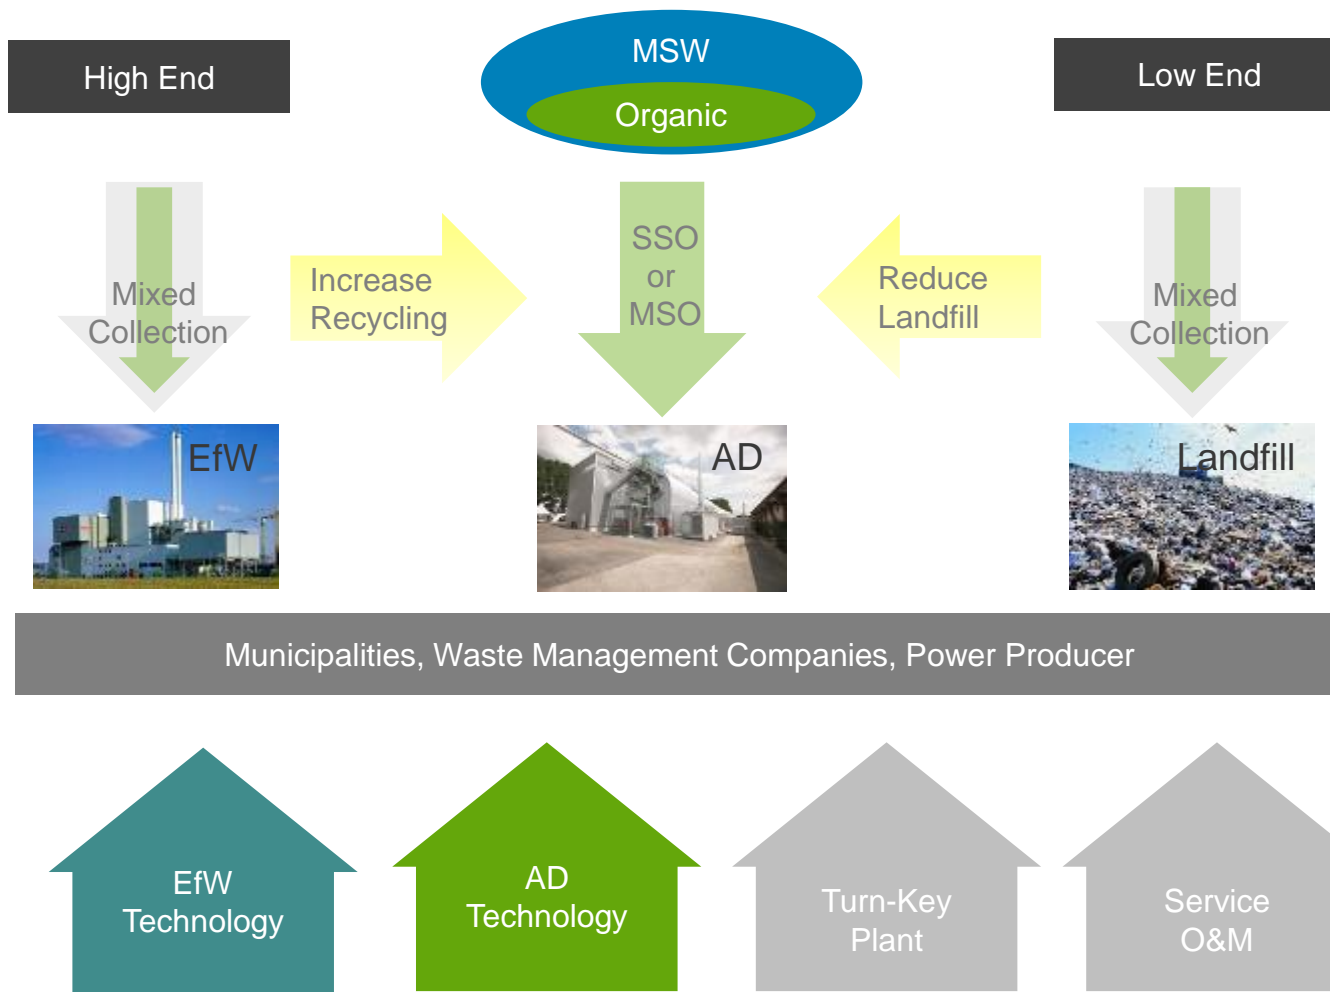 High End
MSW
Organic
Low End
Mixed
Collection
Increase
Recycling
SSO
or
MSO
Reduce
Landfill
Mixed
Collection
EfW
AD
Landfill
Municipalities, Waste Management Companies, Power Producer
EfW
Technology
AD
Technology
Turn-Key
Plant
Service
O&M